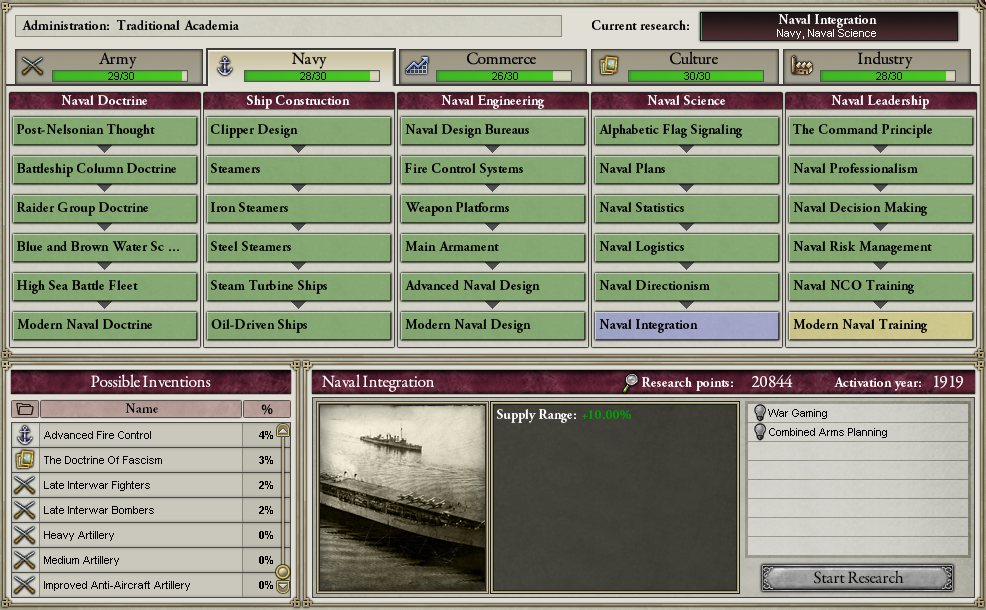 Administration: Traditional Academia
Current research:
Naval Integration
Navy, Naval Science
Army
29/30
Navy
28/30
Commerce
26/30
Culture
30/30
Industry
28/30
Naval Doctrine
Ship Construction
Naval Engineering
Naval Science
Naval Leadership
Post-Nelsonian Thought
Clipper Design
Naval Design Bureaus
Alphabetic Flag Signaling
The Command Principle
Battleship Column Doctrine
Steamers
Fire Control Systems
Naval Plans
Naval Professionalism
Raider Group Doctrine
Iron Steamers
Weapon Platforms
Naval Statistics
Naval Decision Making
Blue and Brown Water Sc ...
Steel Steamers
Main Armament
Naval Logistics
Naval Risk Management
High Sea Battle Fleet
Steam Turbine Ships
Advanced Naval Design
Naval Directionism
Naval NCO Training
Modern Naval Doctrine
Oil-Driven Ships
Modern Naval Design
Naval Integration
Modern Naval Training
Possible Inventions
Name
%
Advanced Fire Control 4%
The Doctrine Of Fascism 3%
Late Interwar Fighters 2%
Late Interwar Bombers 2%
Heavy Artillery 0%
Medium Artillery 0%
Improved Anti-Aircraft Artillery 0%
Naval Integration
Research points: 20844
Activation year: 1919
Supply Range: +10.00%
War Gaming
Combined Arms Planning
Start Research